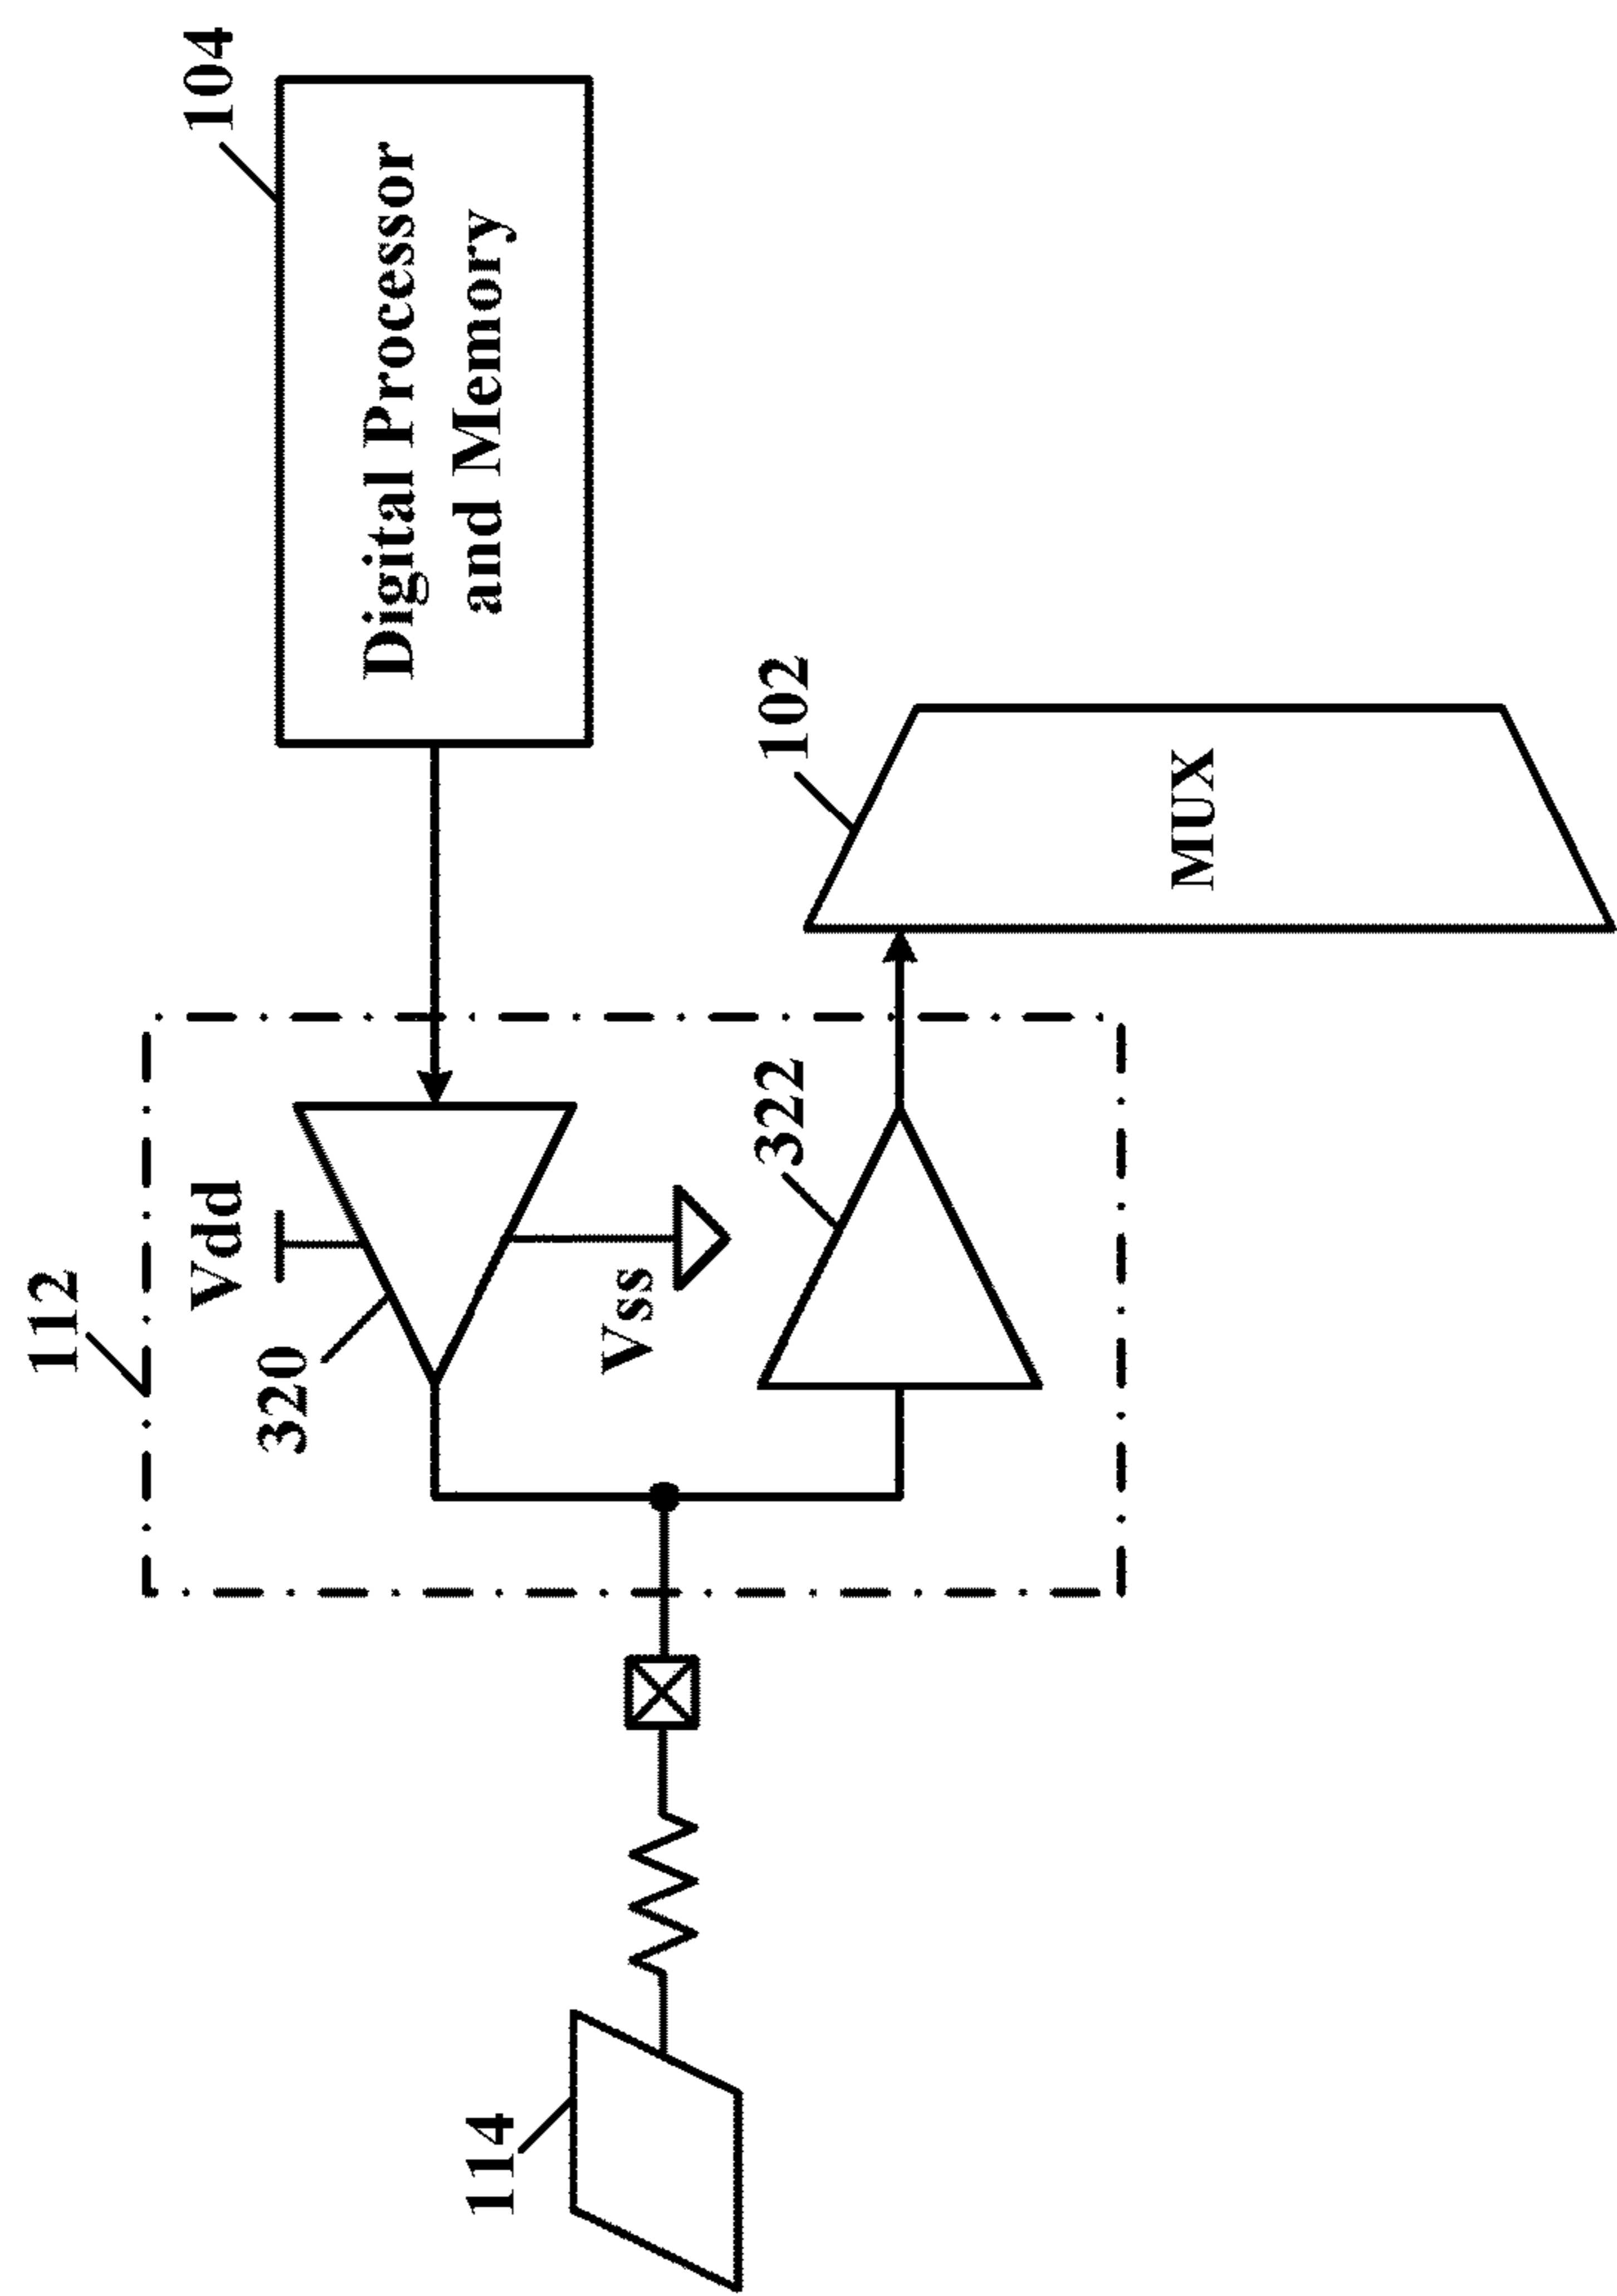 104
Digital Processor
and Memory
102
MUX
112
Vdd
320
Vss
322
114